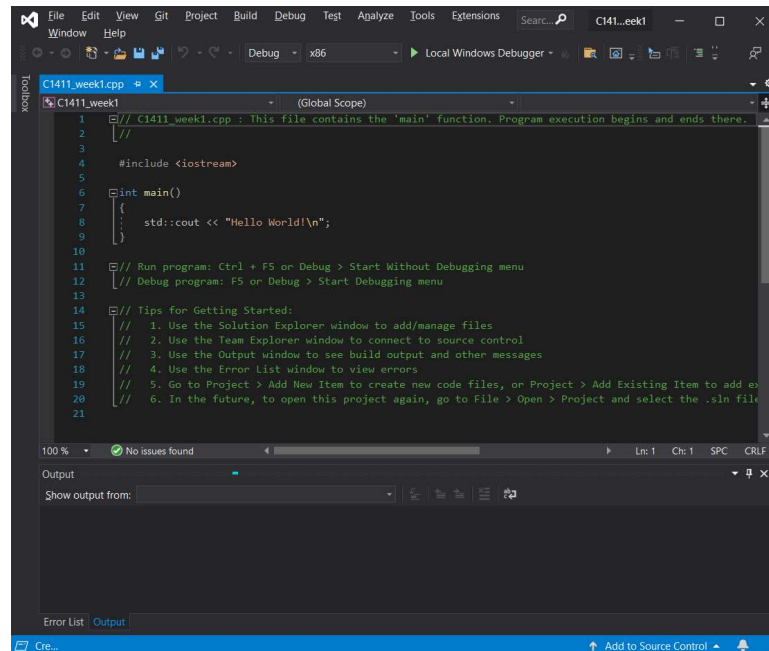 File Edit View Git Project Build Debug Test Analyze Tools Extensions Searc... C141...eek1
Window Help
Debug x86 Local Windows Debugger
Toolbox
C1411_week1.cpp
C1411_week1 (Global Scope)
1 // C1411_week1.cpp : This file contains the 'main' function. Program execution begins and ends there.
2 //
3
4 #include <iostream>
5
6 int main()
7 {
8 std::cout << "Hello World!\n";
9 }
10
11 // Run program: Ctrl + F5 or Debug > Start Without Debugging menu
12 // Debug program: F5 or Debug > Start Debugging menu
13
14 // Tips for Getting Started:
15 // 1. Use the Solution Explorer window to add/manage files
16 // 2. Use the Team Explorer window to connect to source control
17 // 3. Use the Output window to see build output and other messages
18 // 4. Use the Error List window to view errors
19 // 5. Go to Project > Add New Item to create new code files, or Project > Add Existing Item to add ex
20 // 6. In the future, to open this project again, go to File > Open > Project and select the .sln file
21
100 % No issues found Ln: 1 Ch: 1 SPC CRLF
Output
Show output from:
Error List Output
Cre... Add to Source Control